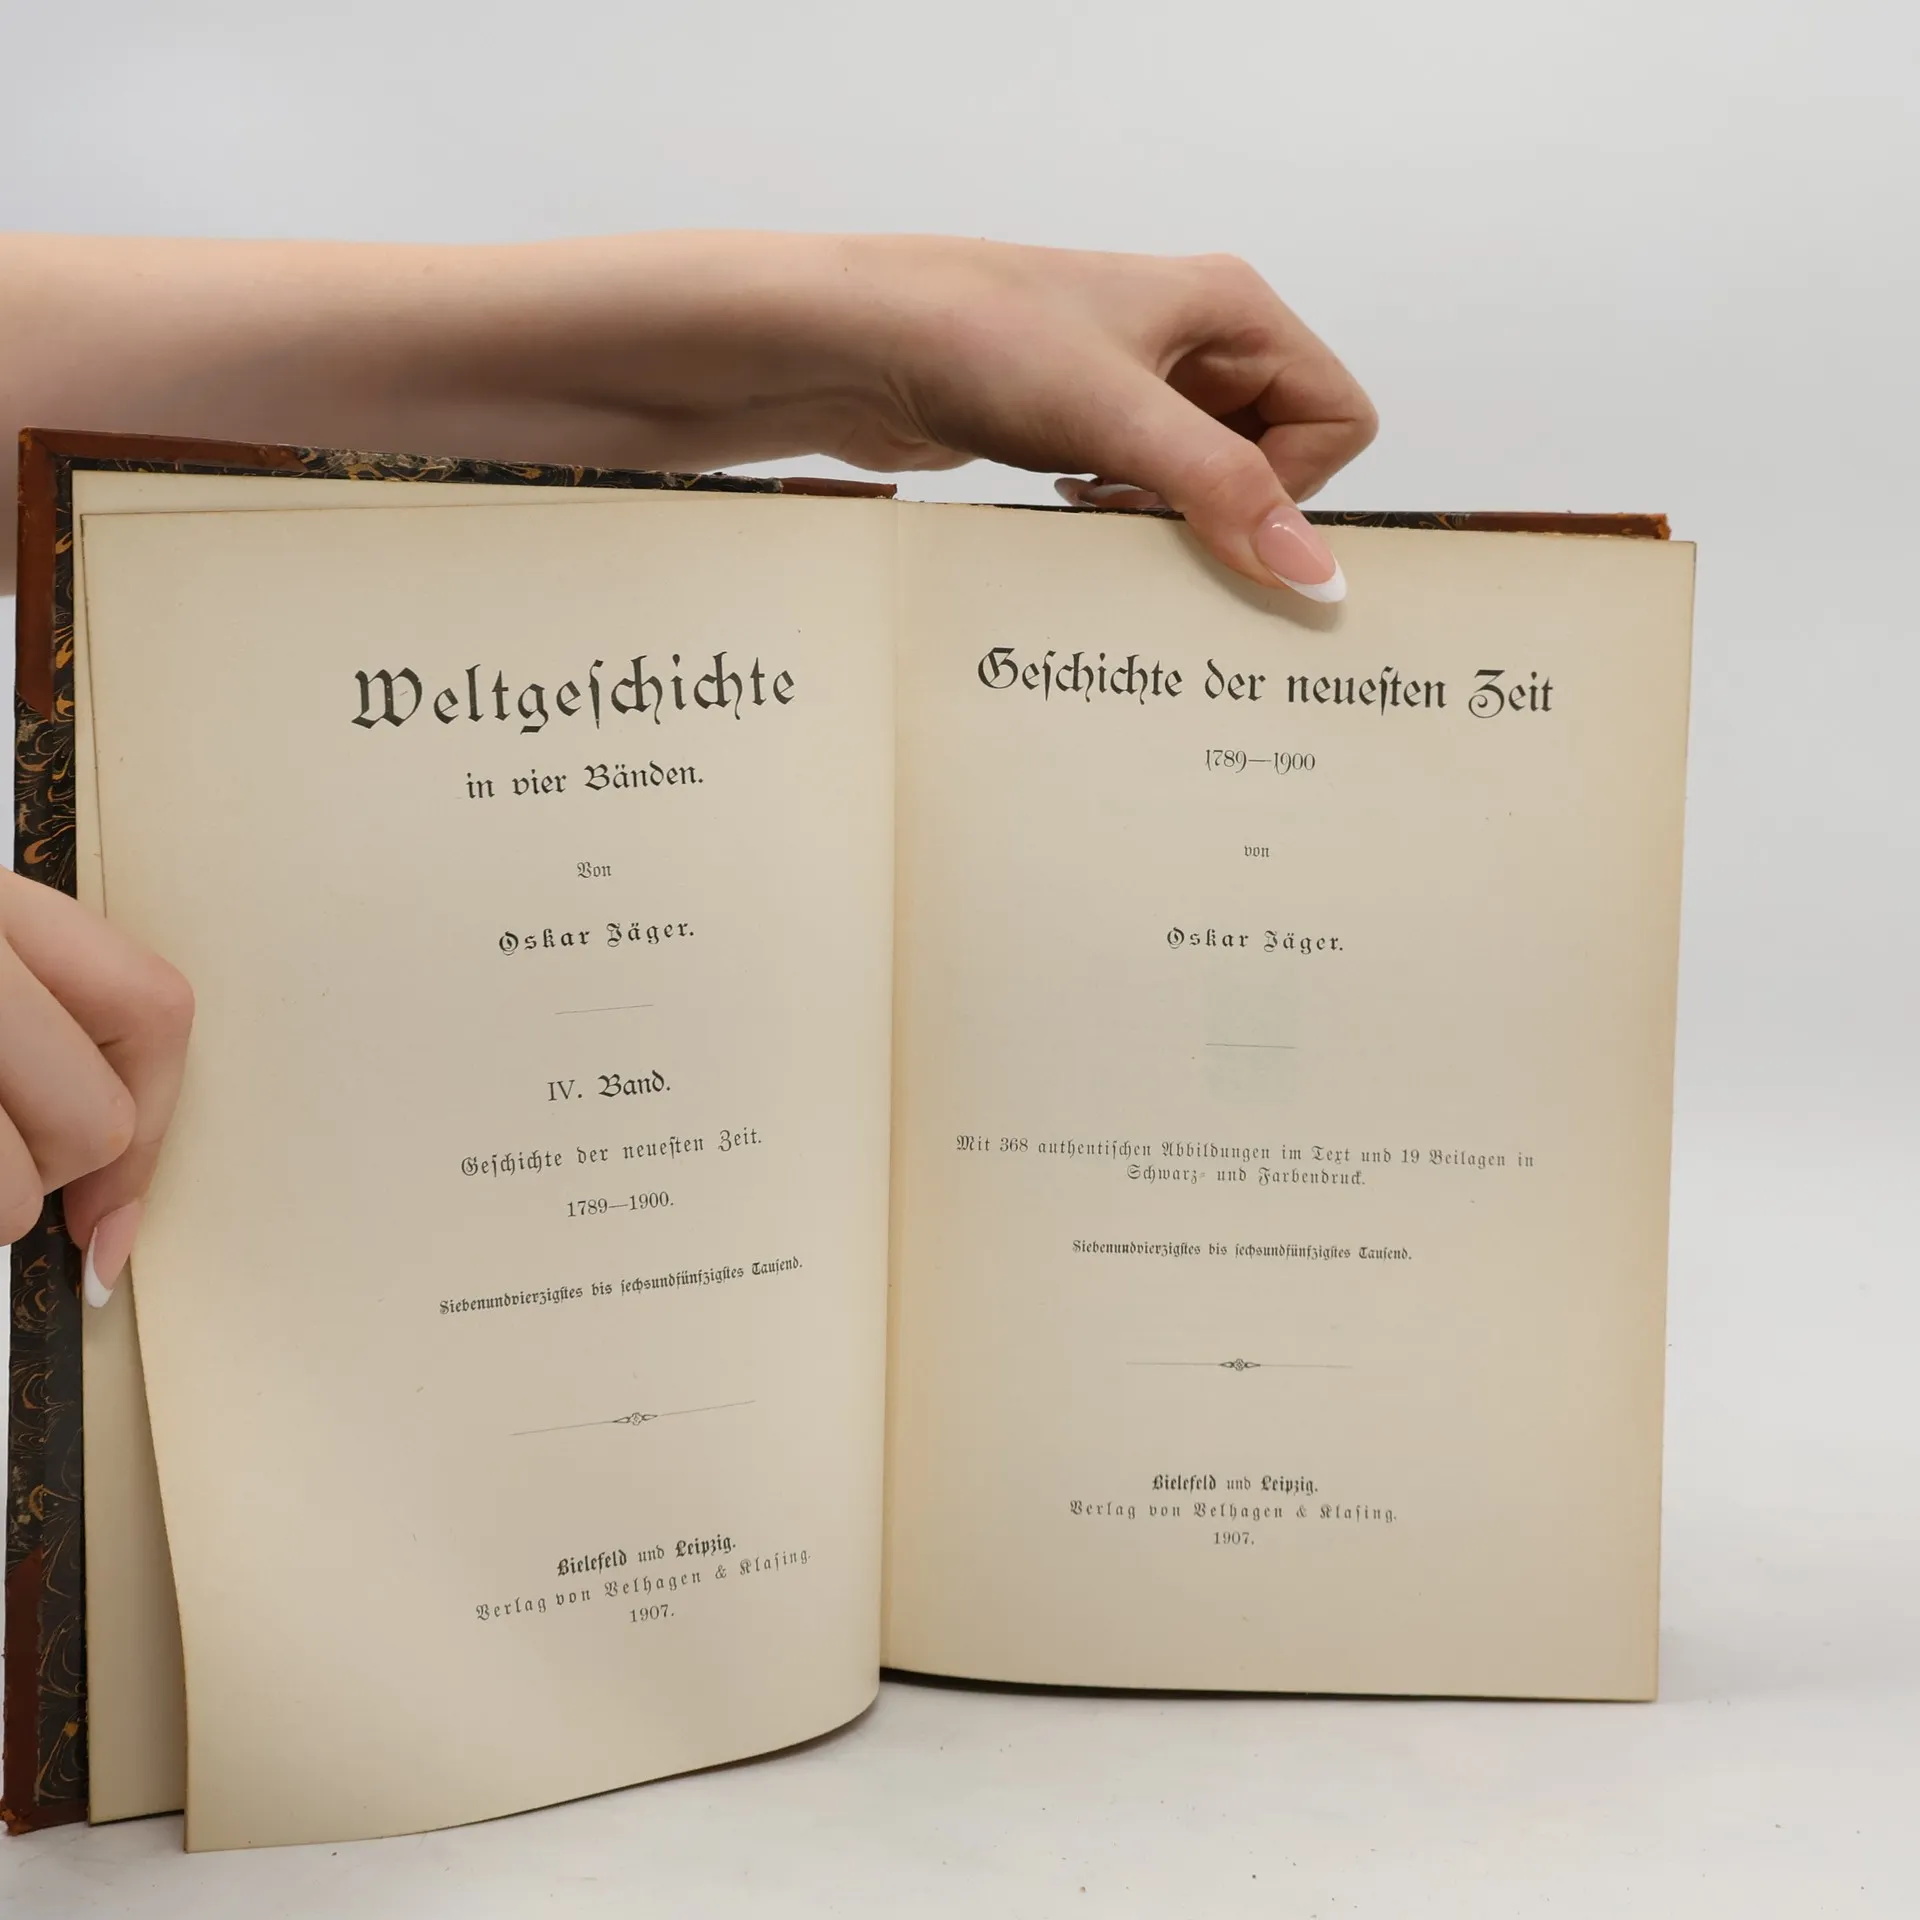 Weltgeſchichte
in vier Bänden.
Von
Oskar Jäger.
IV. Band.
Geſchichte der neueſten Zeit.
1789—1900.
Siebenundvierzigſtes bis ſechsundfünfzigſtes Tauſend.
Bielefeld und Leipzig.
Verlag von Velhagen & Klaſing.
1907.
Geſchichte der neueſten Zeit
1789—1900
von
Oskar Jäger.
Mit 368 authentiſchen Abbildungen im Text und 19 Beilagen in
Schwarz- und Farbendruck.
Siebenundvierzigſtes bis ſechsundfünfzigſtes Tauſend.
Bielefeld und Leipzig.
Verlag von Velhagen & Klaſing.
1907.